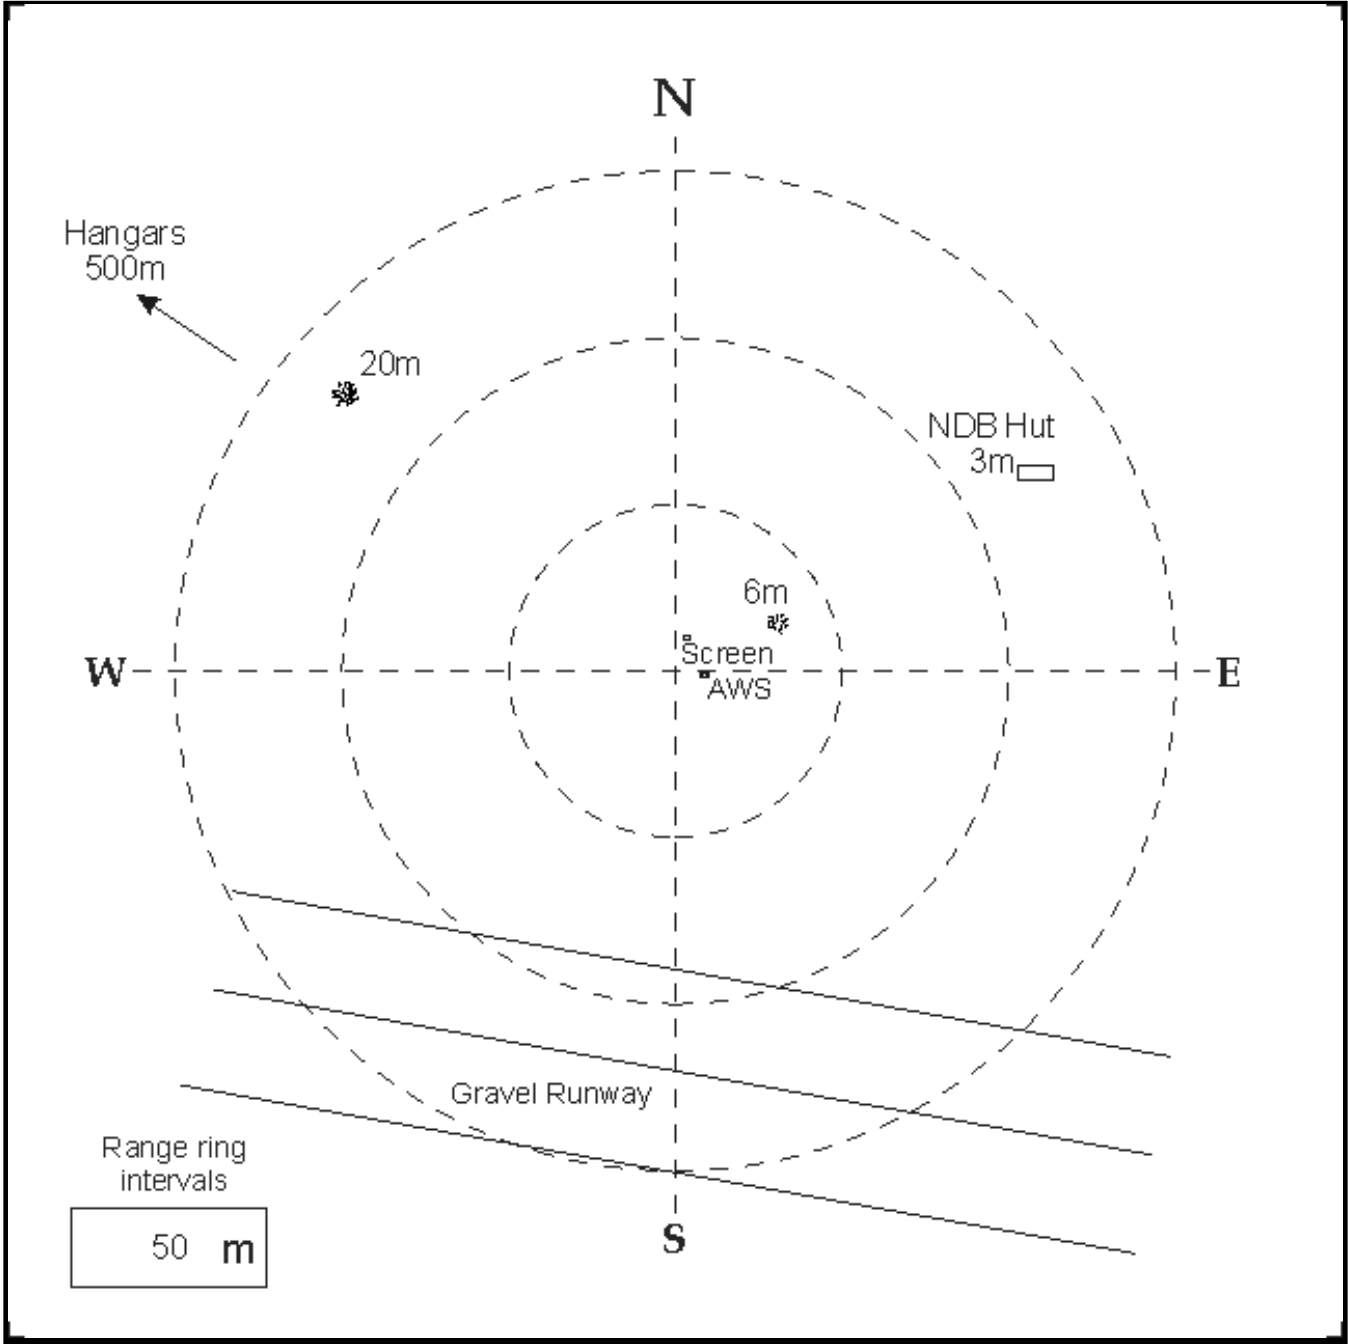 N
Hangars
500m
20m
NDB Hut
3m
6m
Screen
W
E
AWS
Gravel Runway
Range ring
intervals
S
50 m